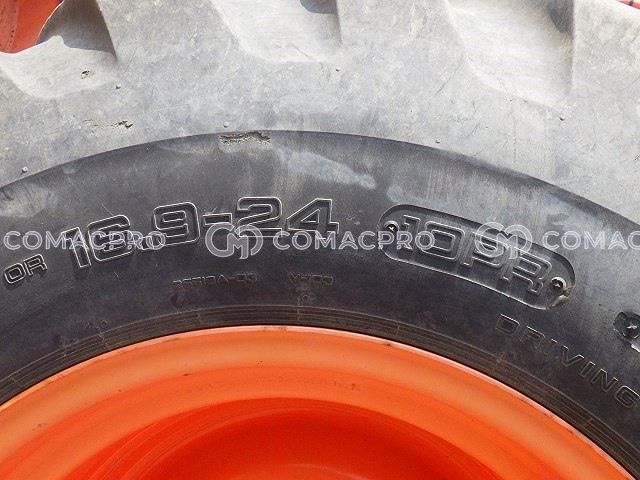 OR 16.9-24 10PR
DRIVING
COMACPRO COMACPRO COMACPRO